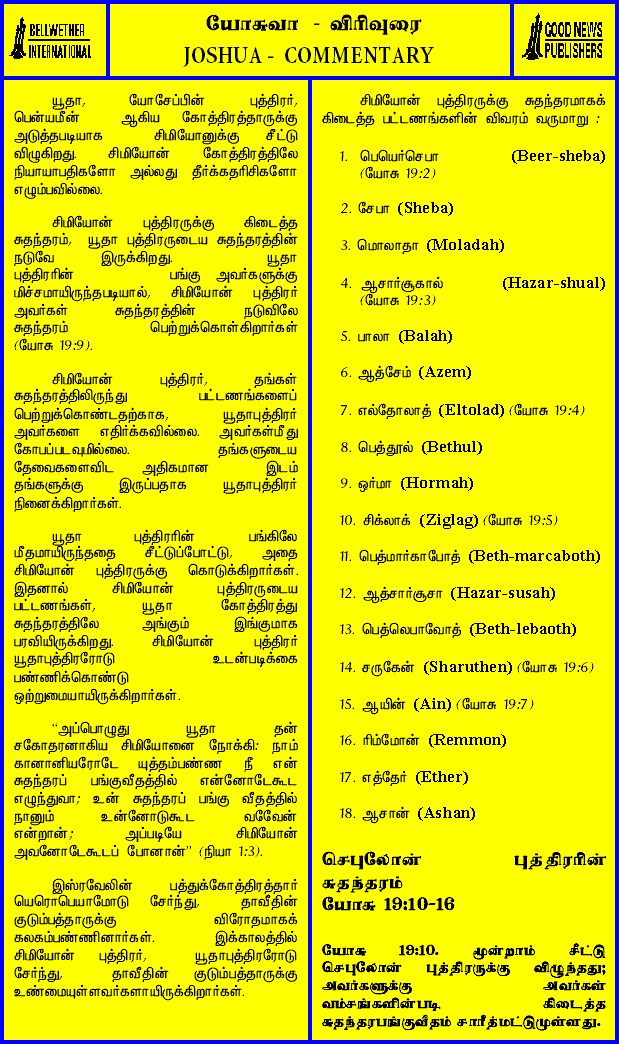 BELLWETHER
INTERNATIONAL
யோசுவா - விரிவுரை
JOSHUA - COMMENTARY
GOOD NEWS
PUBLISHERS
யூதா, யோசேப்பின் புத்திரர்,
பென்யமீன் ஆகிய கோத்திரத்தாருக்கு
அடுத்தபடியாக சிமியோனுக்கு சீட்டு
விழுகிறது. சிமியோன் கோத்திரத்திலே
நியாயாபதிகளோ அல்லது தீர்க்கதரிசிகளோ
எழும்பவில்லை.
சிமியோன் புத்திரருக்கு கிடைத்த
சுதந்தரம், யூதா புத்திரருடைய சுதந்தரத்தின்
நடுவே இருக்கிறது. யூதா
புத்திரரின் பங்கு அவர்களுக்கு
மிச்சமாயிருந்தபடியால், சிமியோன் புத்திரர்
அவர்கள் சுதந்தரத்தின் நடுவிலே
சுதந்தரம் பெற்றுக்கொள்கிறார்கள்
(யோசு 19:9).
சிமியோன் புத்திரர், தங்கள்
சுதந்தரத்திலிருந்து பட்டணங்களைப்
பெற்றுக்கொண்டதற்காக, யூதாபுத்திரர்
அவர்களை எதிர்க்கவில்லை. அவர்கள்மீது
கோபப்படவுமில்லை. தங்களுடைய
தேவைகளைவிட அதிகமான இடம்
தங்களுக்கு இருப்பதாக யூதாபுத்திரர்
நினைக்கிறார்கள்.
யூதா புத்திரரின் பங்கிலே
மீதமாயிருந்ததை சீட்டுப்போட்டு, அதை
சிமியோன் புத்திரருக்கு கொடுக்கிறார்கள்.
இதனால் சிமியோன் புத்திரருடைய
பட்டணங்கள், யூதா கோத்திரத்து
சுதந்தரத்திலே அங்கும் இங்குமாக
பரவியிருக்கிறது. சிமியோன் புத்திரர்
யூதாபுத்திரரோடு உடன்படிக்கை
பண்ணிக்கொண்டு
ஒற்றுமையாயிருக்கிறார்கள்.
“அப்பொழுது யூதா தன்
சகோதரனாகிய சிமியோனை நோக்கி: நாம்
கானானியரோடே யுத்தம்பண்ண நீ என்
சுதந்தரப் பங்குவீதத்தில் என்னோடேகூட
எழுந்துவா; உன் சுதந்தரப் பங்கு வீதத்தில்
நானும் உன்னோடுகூட வவேேன்
என்றான்; அப்படியே சிமியோன்
அவனோடேகூடப் போனான்” (நியா 1:3).
இஸ்ரவேலின் பத்துக்கோத்திரத்தார்
யெரொபெயாமோடு சேர்ந்து, தாவீதின்
குடும்பத்தாருக்கு விரோதமாகக்
கலகம்பண்ணினார்கள். இக்காலத்தில்
சிமியோன் புத்திரர், யூதாபுத்திரரோடு
சேர்ந்து, தாவீதின் குடும்பத்தாருக்கு
உண்மையுள்ளவர்களாயிருக்கிறார்கள்.
சிமியோன் புத்திரருக்கு சுதந்தரமாகக்
கிடைத்த பட்டணங்களின் விவரம் வருமாறு :
1. பெயெர்செபா (Beer-sheba)
(யோசு 19:2)
2. சேபா (Sheba)
3. மொலாதா (Moladah)
4. ஆசார்சூகால் (Hazar-shual)
(யோசு 19:3)
5. பாலா (Balah)
6. ஆத்சேம் (Azem)
7. எல்தோலாத் (Eltolad) (யோசு 19:4)
8. பெத்தூல் (Bethul)
9. ஒர்மா (Hormah)
10. சிக்லாக் (Ziglag) (யோசு 19:5)
11. பெத்மார்காபோத் (Beth-marcaboth)
12. ஆத்சார்சூசா (Hazar-susah)
13. பெத்லெபாவோத் (Beth-lebaoth)
14. சருகேன் (Sharuthen) (யோசு 19:6)
15. ஆயின் (Ain) (யோசு 19:7)
16. ரிம்மோன் (Remmon)
17. எத்தேர் (Ether)
18. ஆசான் (Ashan)
செபுலோன் புத்திரரின்
சுதந்தரம்
யோசு 19:10-16
யோசு 19:10. மூன்றாம் சீட்டு
செபுலோன் புத்திரருக்கு விழுந்தது;
அவர்களுக்கு அவர்கள்
வம்சங்களின்படி கிடைத்த
சுதந்தரபங்குவீதம் சாரீத்மட்டுமுள்ளது.